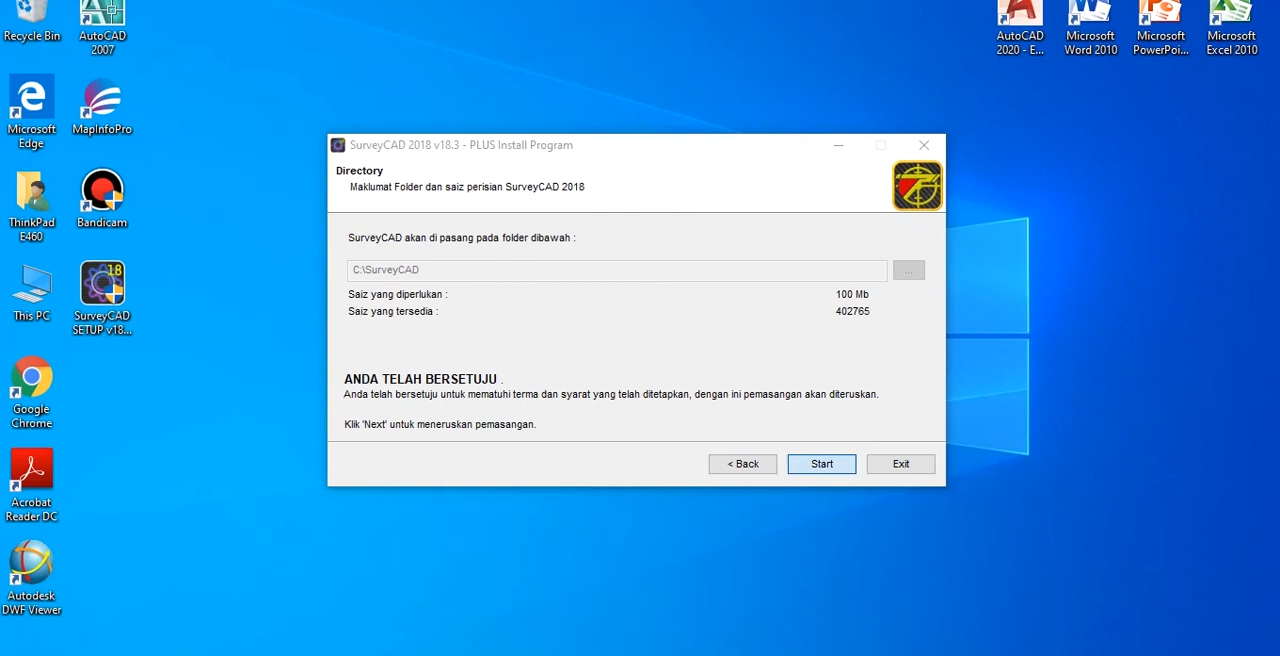 Recycle Bin
AutoCAD
2007
AutoCAD
2020 - E...
Microsoft
Word 2010
Microsoft
PowerPoi...
Microsoft
Excel 2010
Microsoft
Edge
MapInfoPro
ThinkPad
E460
Bandicam
This PC
18
SurveyCAD
SETUP v18...
Google
Chrome
Acrobat
Reader DC
Autodesk
DWF Viewer
SurveyCAD 2018 v18.3 - PLUS Install Program
Directory
Maklumat Folder dan saiz perisian SurveyCAD 2018
SurveyCAD akan di pasang pada folder dibawah :
C:\SurveyCAD
...
Saiz yang diperlukan : 100 Mb
Saiz yang tersedia : 402765
ANDA TELAH BERSETUJU .
Anda telah bersetuju untuk mematuhi terma dan syarat yang telah ditetapkan, dengan ini pemasangan akan diteruskan.
Klik 'Next' untuk meneruskan pemasangan.
< Back
Start
Exit